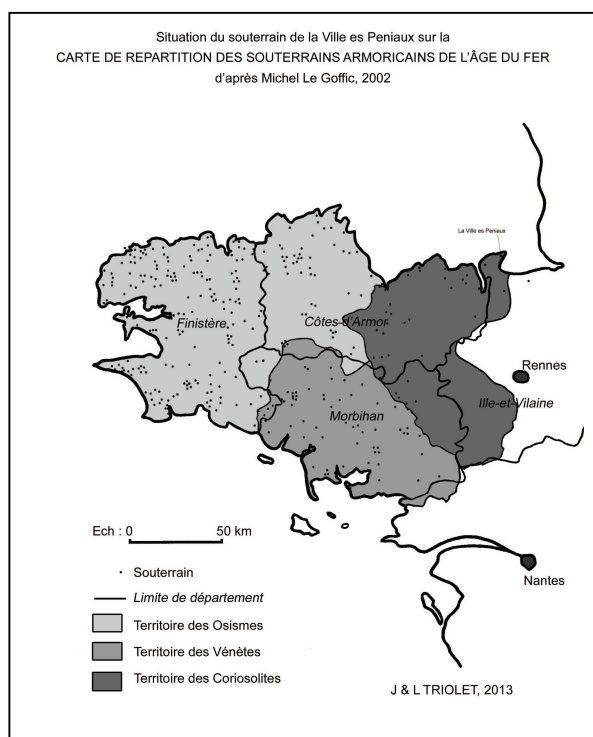 Situation du souterrain de la Ville es Peniaux sur la
CARTE DE REPARTITION DES SOUTERRAINS ARMORICAINS DE L'ÂGE DU FER
d'après Michel Le Goffic, 2002
La Ville es Peniaux
Finistère
Côtes-d'Armor
Rennes
Ille-et-Vilaine
Morbihan
Ech : 0 50 km
Souterrain
Nantes
Limite de département
Territoire des Osismes
Territoire des Vénètes
Territoire des Coriosolites
J & L TRIOLET, 2013